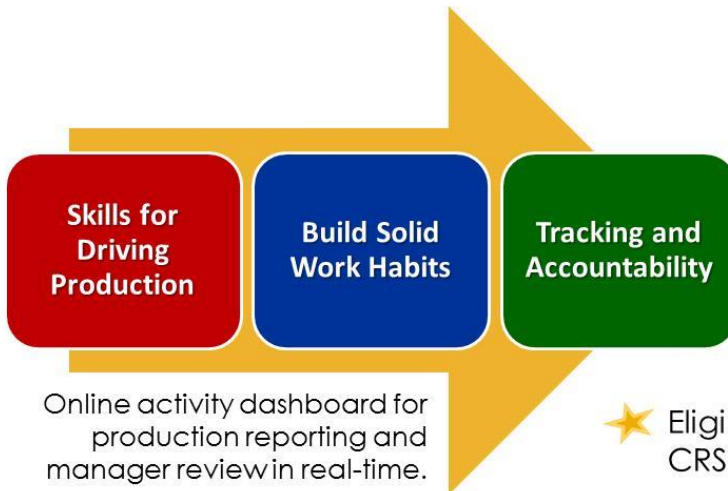 Skills for
Driving
Production
Build Solid
Work Habits
Tracking and
Accountability
Online activity dashboard for
production reporting and
manager review in real-time.
CRS